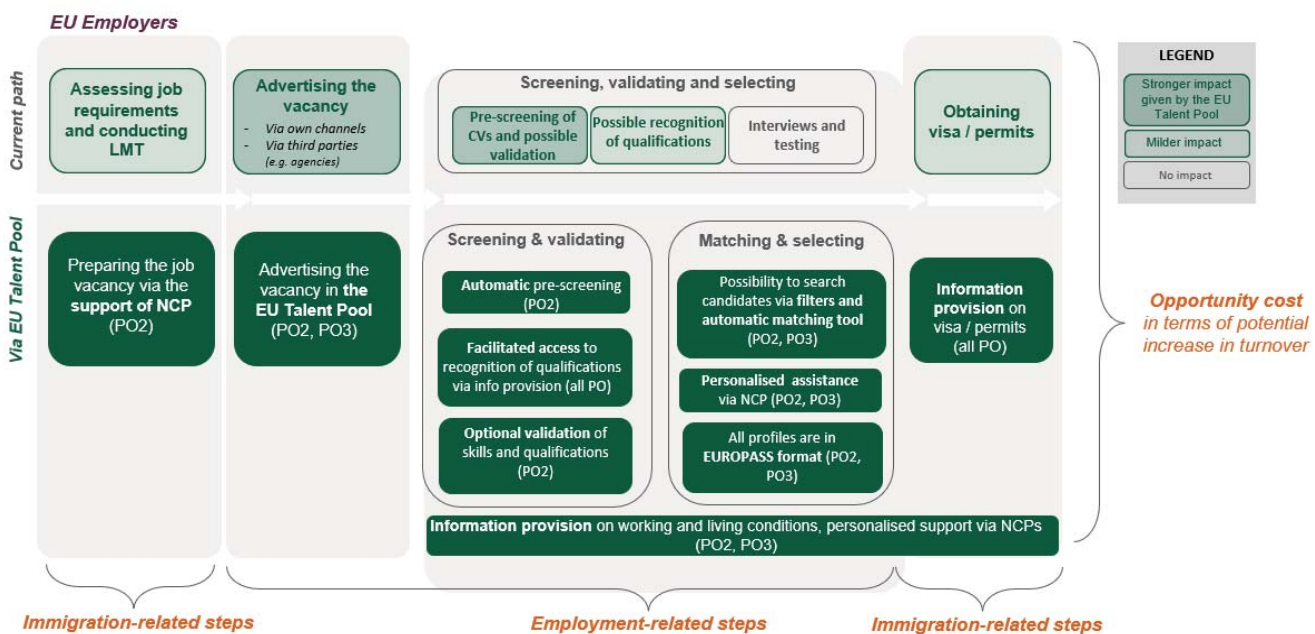 EU Employers
Current path
Assessing job
requirements
and conducting
LMT
Advertising the
vacancy
- Via own channels
- Via third parties
(e.g. agencies)
Screening, validating and selecting
Pre-screening of
CVs and possible
validation
Possible recognition
of qualifications
Interviews and
testing
Obtaining
visa / permits
LEGEND
Stronger impact
given by the EU
Talent Pool
Milder impact
No impact
Via EU Talent Pool
Preparing the job
vacancy via the
support of NCP
(PO2)
Advertising the
vacancy in the
EU Talent Pool
(PO2, PO3)
Screening & validating
Automatic pre-screening
(PO2)
Facilitated access to
recognition of qualifications
via info provision (all PO)
Optional validation of
skills and qualifications
(PO2)
Matching & selecting
Possibility to search
candidates via filters and
automatic matching tool
(PO2, PO3)
Personalised assistance
via NCP (PO2, PO3)
All profiles are in
EUROPASS format (PO2,
PO3)
Information
provision on
visa / permits
(all PO)
Information provision on working and living conditions, personalised support via NCPs
(PO2, PO3)
Opportunity cost
in terms of potential
increase in turnover
Immigration-related steps
Employment-related steps
Immigration-related steps